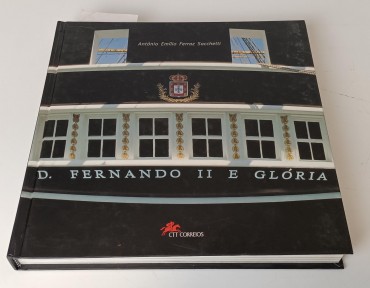 António Emílio Ferraz Sacchetti
D. FERNANDO II E GLÓRIA
CTT CORREIOS